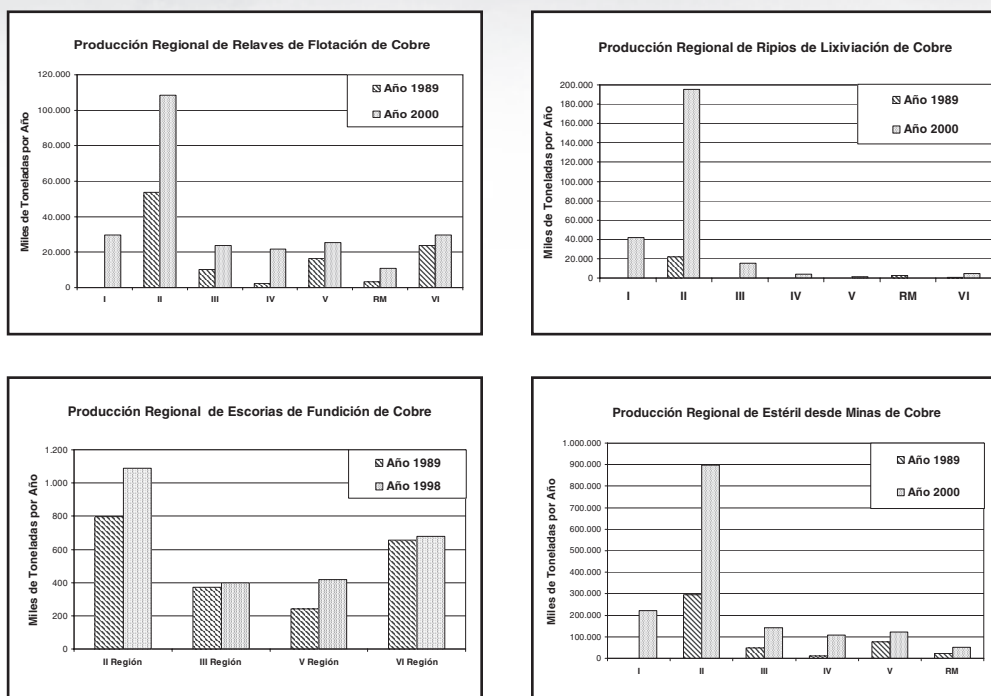 Producción Regional de Relaves de Flotación de Cobre
Miles de Toneladas por Año
120.000
100.000
80.000
60.000
40.000
20.000
0
Año 1989
Año 2000
I II III IV V RM VI
Producción Regional de Ripios de Lixiviación de Cobre
Miles de Toneladas por Año
200.000
180.000
160.000
140.000
120.000
100.000
80.000
60.000
40.000
20.000
0
Año 1989
Año 2000
I II III IV V RM VI
Producción Regional de Escorias de Fundición de Cobre
Miles de Toneladas por Año
1.200
1.000
800
600
400
200
0
Año 1989
Año 1998
II Región III Región V Región VI Región
Producción Regional de Estéril desde Minas de Cobre
Miles de Toneladas por Año
1.000.000
900.000
800.000
700.000
600.000
500.000
400.000
300.000
200.000
100.000
0
Año 1989
Año 2000
I II III IV V RM